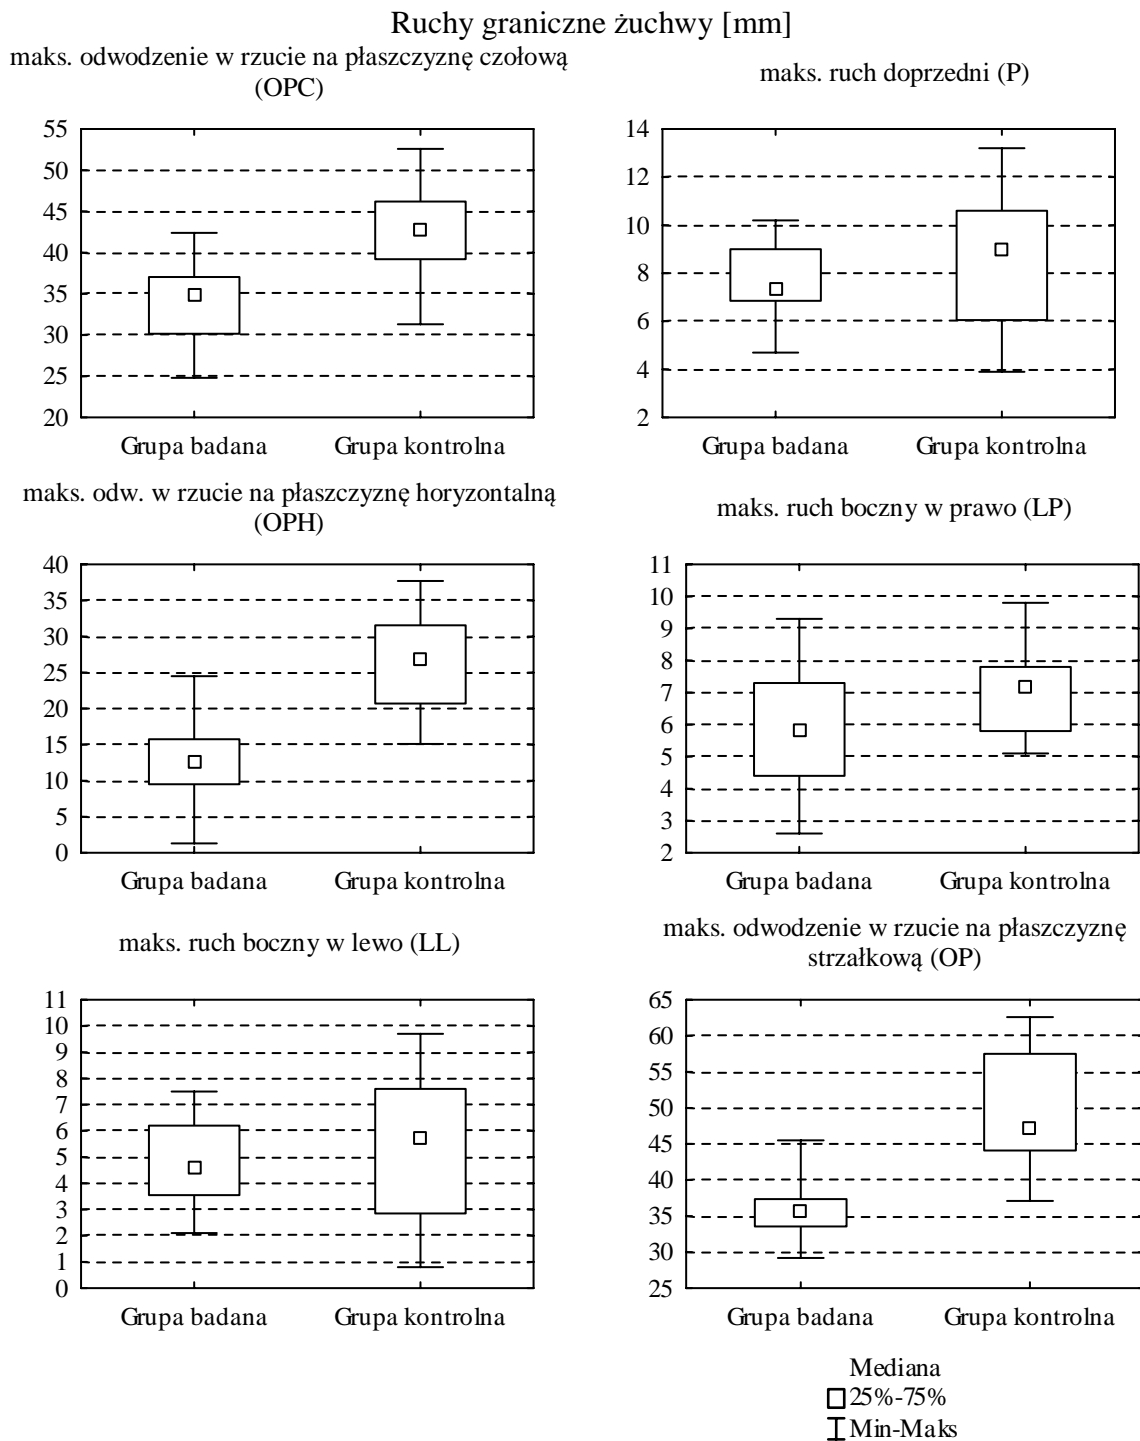 Ruchy graniczne żuchwy [mm]
maks. odwodzenie w rzucie na płaszczyznę czołową
(OPC)
55
50
45
40
35
30
25
20
Grupa badana
Grupa kontrolna
maks. ruch doprzedni (P)
14
12
10
8
6
4
2
Grupa badana
Grupa kontrolna
maks. odw. w rzucie na płaszczyznę horyzontalną
(OPH)
40
35
30
25
20
15
10
5
0
Grupa badana
Grupa kontrolna
maks. ruch boczny w prawo (LP)
11
10
9
8
7
6
5
4
3
2
Grupa badana
Grupa kontrolna
maks. ruch boczny w lewo (LL)
11
10
9
8
7
6
5
4
3
2
1
0
Grupa badana
Grupa kontrolna
maks. odwodzenie w rzucie na płaszczyznę
strzałkową (OP)
65
60
55
50
45
40
35
30
25
Grupa badana
Grupa kontrolna
Mediana
25%-75%
Min-Maks